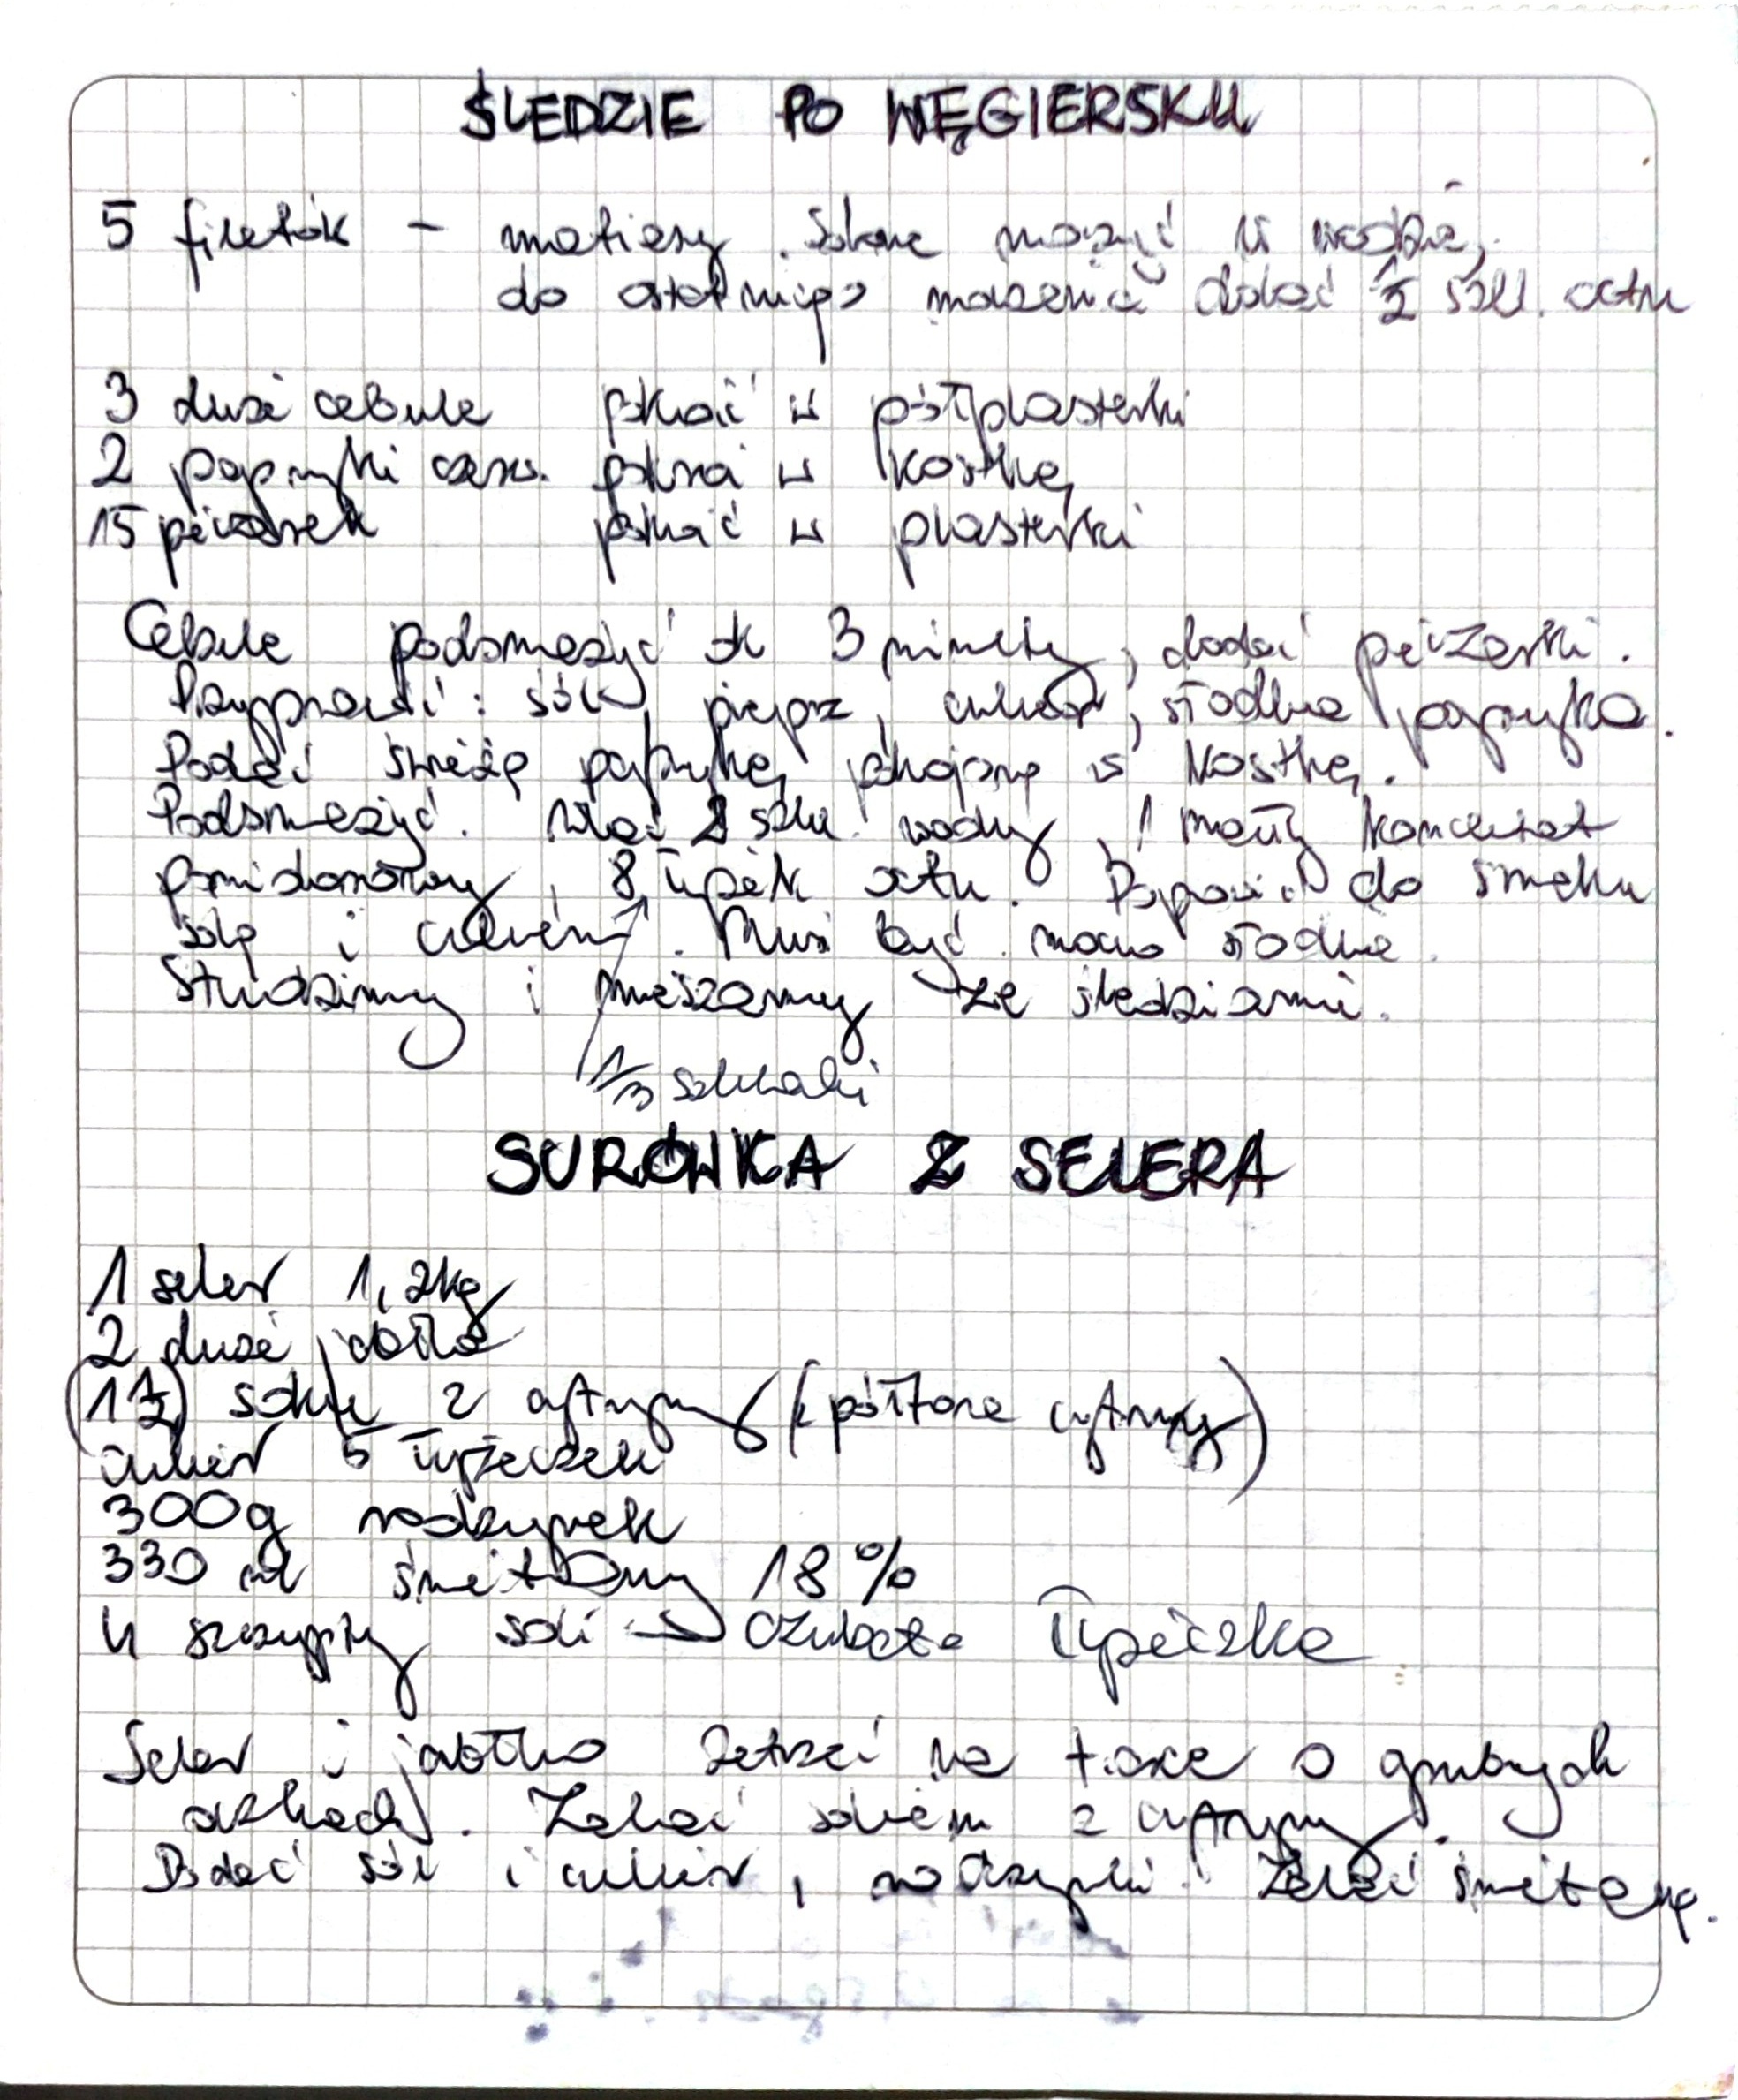 ŚLEDZIE PO WĘGIERSKU
5 filetów - matiasy. Słone moczyć w wodzie,
do ostatniego moczenia dodać 1/2 szkl. octu
3 duże cebule pokroić w półplasterki
2 papryki czerw. pokroić w kostkę
15 pieczarek pokroić w plasterki
Cebule podsmażyć ok 3 minuty, dodać pieczarki.
Przyprawić: sól, pieprz, cukier, słodka papryka.
Dodać świeżą paprykę pokrojoną w kostkę.
Podsmażyć. Wlać 2 szkl. wody, 1 mały koncentrat
pomidorowy, 8 łyżek octu. Doprawić do smaku
solą i cukrem. Musi być mocno słodkie.
Studzimy i mieszamy ze śledziami.
1/3 szklanki
SURÓWKA Z SELERA
1 seler 1,2kg
2 duże jabłka
(1 1/2) soku z cytryny (z półtora cytryny)
cukier 5 łyżeczek
300g rodzynek
330 ml śmietany 18%
4 szczypty soli → czubata łyżeczka
Seler i jabłko zetrzeć na tarce o grubych
oczkach. Zalać sokiem z cytryny.
Dodać sól i cukier, rodzynki. Zalać śmietaną.